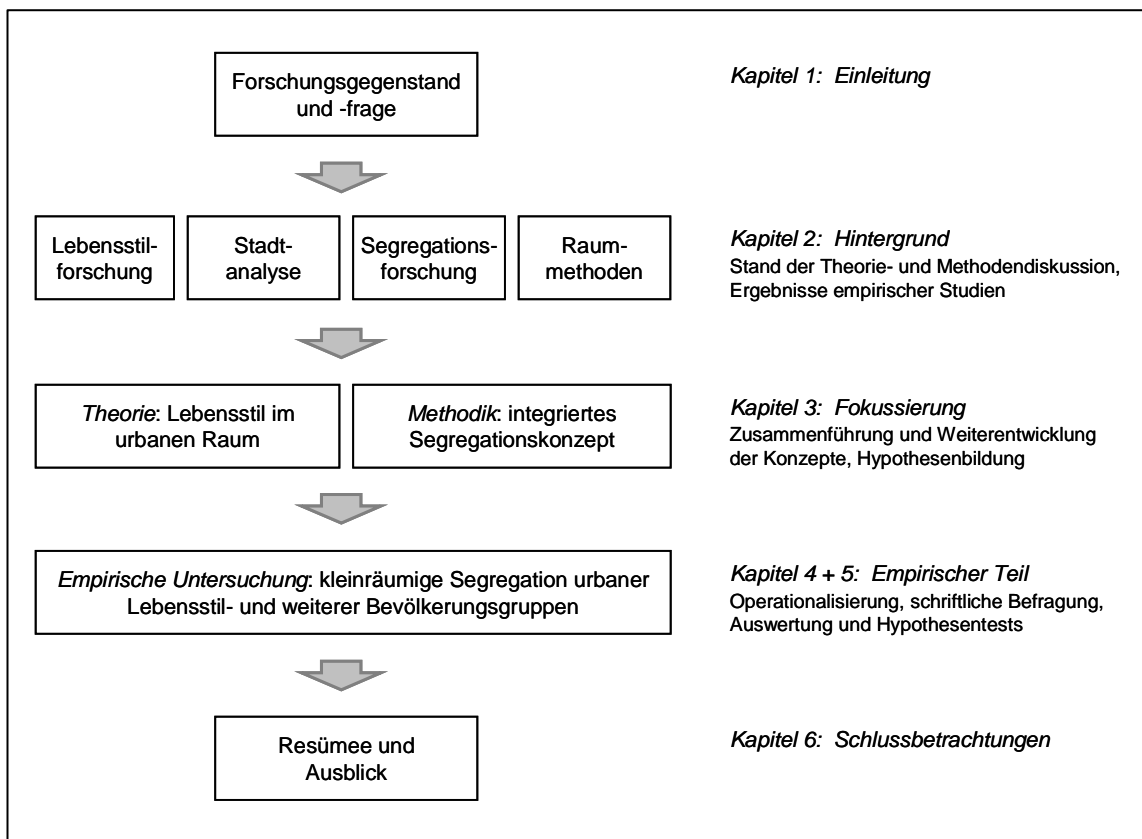 Forschungsgegenstand
und -frage
Kapitel 1: Einleitung
Lebensstil-
forschung
Stadt-
analyse
Segregations-
forschung
Raum-
methoden
Kapitel 2: Hintergrund
Stand der Theorie- und Methodendiskussion,
Ergebnisse empirischer Studien
Theorie: Lebensstil im
urbanen Raum
Methodik: integriertes
Segregationskonzept
Kapitel 3: Fokussierung
Zusammenführung und Weiterentwicklung
der Konzepte, Hypothesenbildung
Empirische Untersuchung: kleinräumige Segregation urbaner
Lebensstil- und weiterer Bevölkerungsgruppen
Kapitel 4 + 5: Empirischer Teil
Operationalisierung, schriftliche Befragung,
Auswertung und Hypothesentests
Resümee und
Ausblick
Kapitel 6: Schlussbetrachtungen